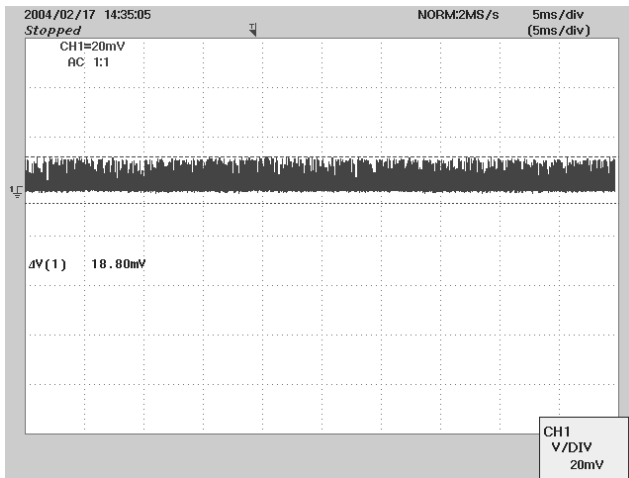 2004/02/17 14:35:05 NORM:2MS/s 5ms/div
Stopped (5ms/div)
CH1=20mV
AC 1:1
1
ΔV(1) 18.80mV
CH1
V/DIV
20mV